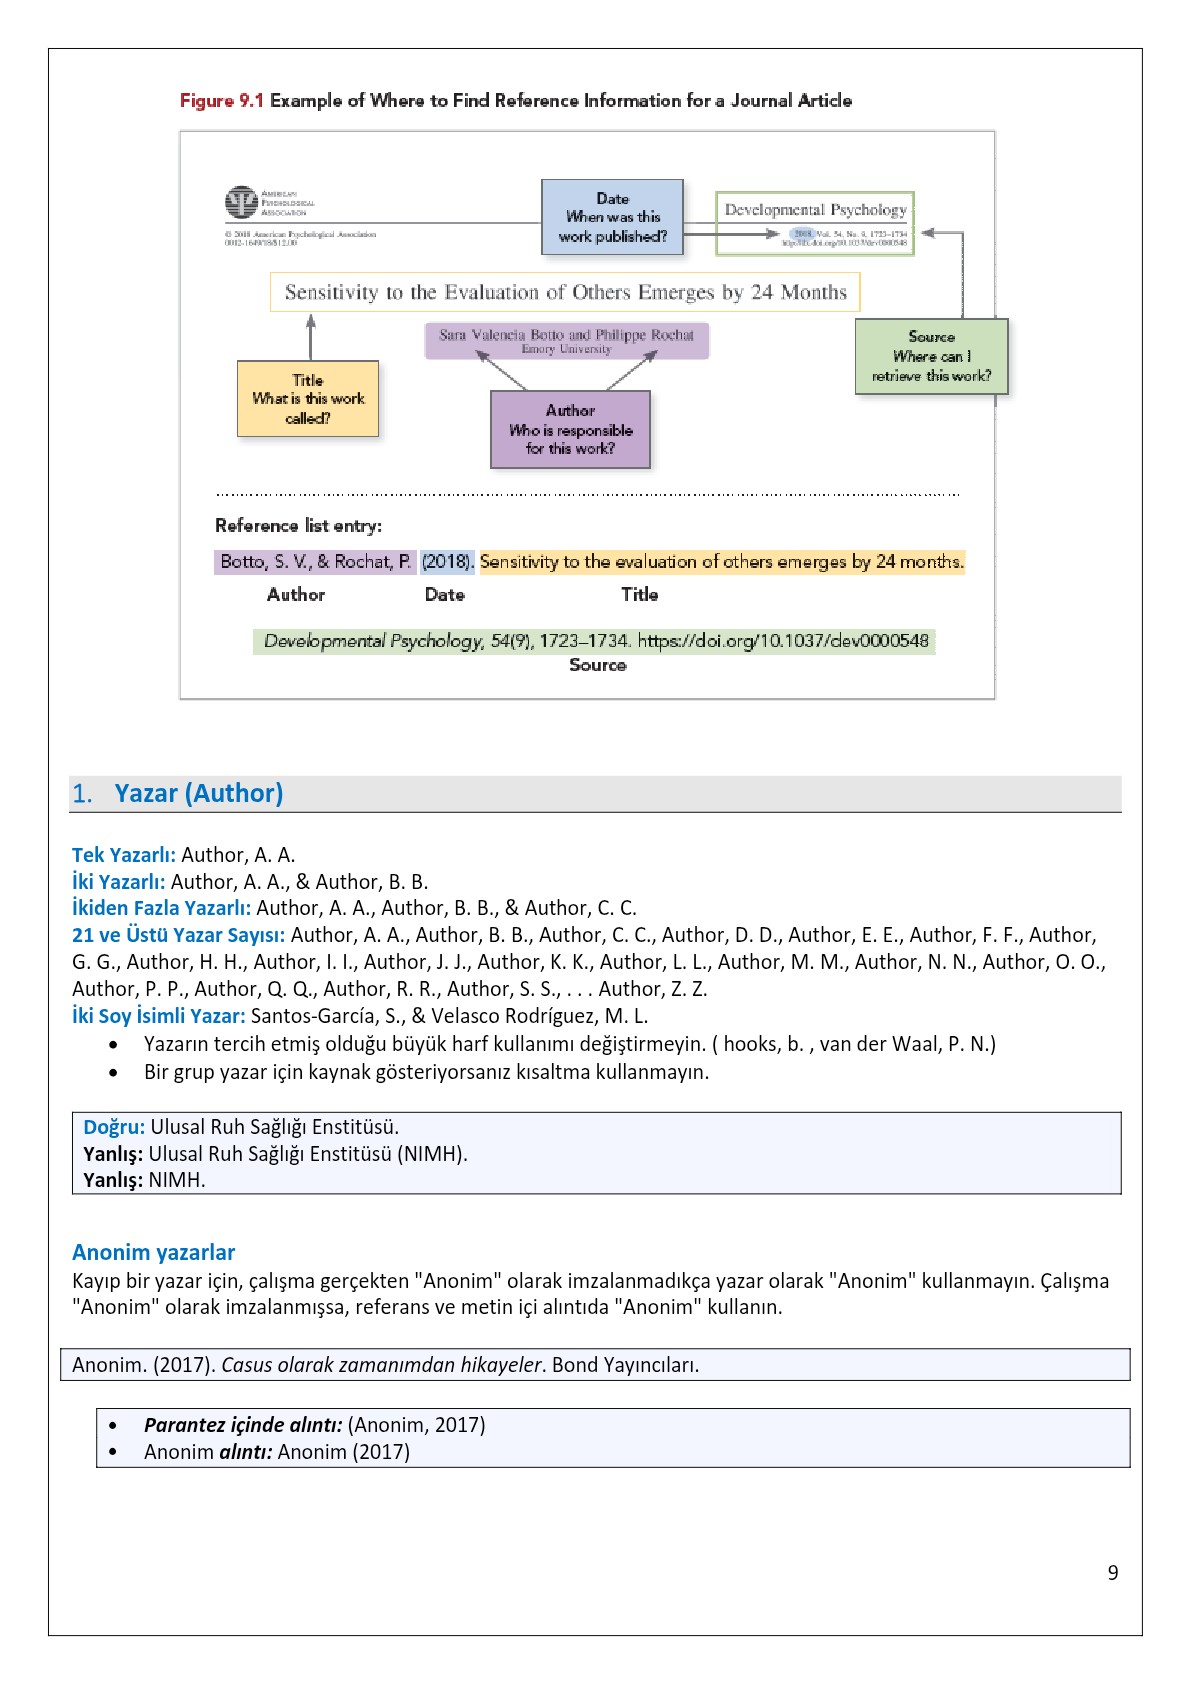 Figure 9.1 Example of Where to Find Reference Information for a Journal Article
AMERICAN
PSYCHOLOGICAL
ASSOCIATION
© 2018 American Psychological Association
0012-1649/18/$12.00
Date
When was this
work published?
Developmental Psychology
2018, Vol. 54, No. 9, 1723–1734
http://dx.doi.org/10.1037/dev0000548
Sensitivity to the Evaluation of Others Emerges by 24 Months
Sara Valencia Botto and Philippe Rochat
Emory University
Source
Where can I
retrieve this work?
Title
What is this work
called?
Author
Who is responsible
for this work?
Reference list entry:
Botto, S. V., & Rochat, P. (2018). Sensitivity to the evaluation of others emerges by 24 months.
Author Date Title
Developmental Psychology, 54(9), 1723–1734. https://doi.org/10.1037/dev0000548
Source
1. Yazar (Author)
Tek Yazarlı: Author, A. A.
İki Yazarlı: Author, A. A., & Author, B. B.
İkiden Fazla Yazarlı: Author, A. A., Author, B. B., & Author, C. C.
21 ve Üstü Yazar Sayısı: Author, A. A., Author, B. B., Author, C. C., Author, D. D., Author, E. E., Author, F. F., Author,
G. G., Author, H. H., Author, I. I., Author, J. J., Author, K. K., Author, L. L., Author, M. M., Author, N. N., Author, O. O.,
Author, P. P., Author, Q. Q., Author, R. R., Author, S. S., . . . Author, Z. Z.
İki Soy İsimli Yazar: Santos-García, S., & Velasco Rodríguez, M. L.
• Yazarın tercih etmiş olduğu büyük harf kullanımı değiştirmeyin. ( hooks, b. , van der Waal, P. N.)
• Bir grup yazar için kaynak gösteriyorsanız kısaltma kullanmayın.
Doğru: Ulusal Ruh Sağlığı Enstitüsü.
Yanlış: Ulusal Ruh Sağlığı Enstitüsü (NIMH).
Yanlış: NIMH.
Anonim yazarlar
Kayıp bir yazar için, çalışma gerçekten "Anonim" olarak imzalanmadıkça yazar olarak "Anonim" kullanmayın. Çalışma
"Anonim" olarak imzalanmışsa, referans ve metin içi alıntıda "Anonim" kullanın.
Anonim. (2017). Casus olarak zamanımdan hikayeler. Bond Yayıncıları.
• Parantez içinde alıntı: (Anonim, 2017)
• Anonim alıntı: Anonim (2017)
9